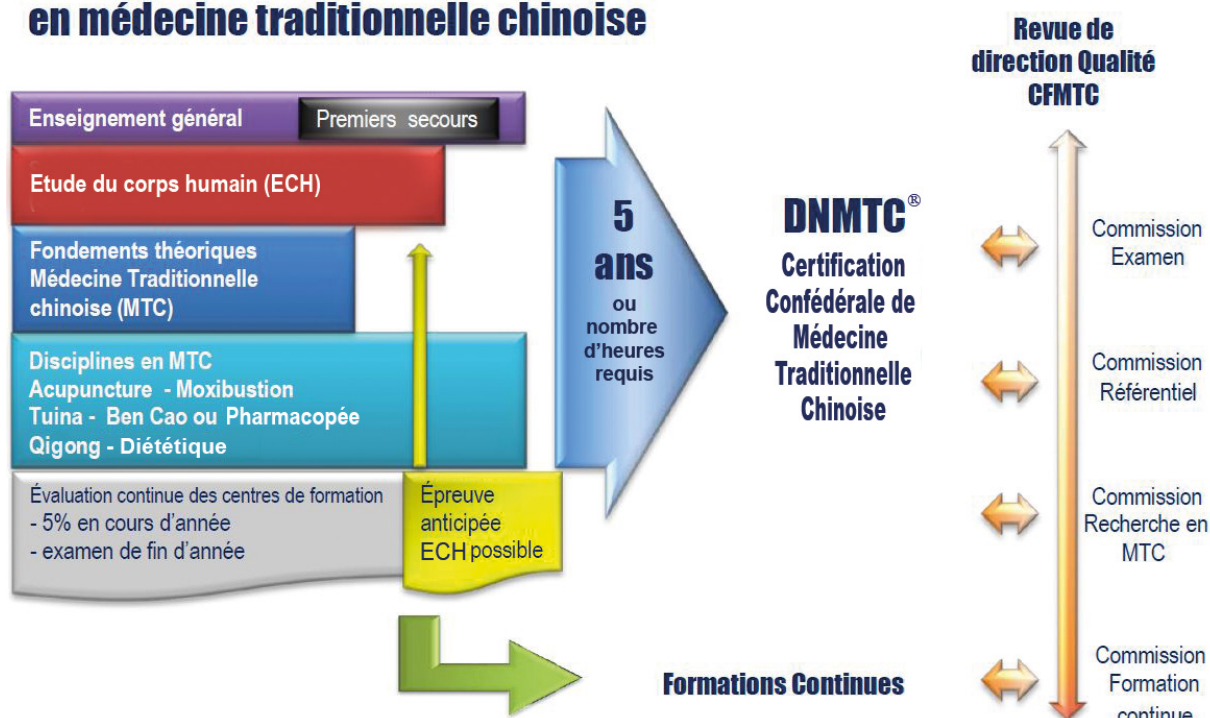 en médecine traditionnelle chinoise
Enseignement général
Premiers secours
Etude du corps humain (ECH)
Fondements théoriques
Médecine Traditionnelle
chinoise (MTC)
Disciplines en MTC
Acupuncture - Moxibustion
Tuina - Ben Cao ou Pharmacopée
Qigong - Diététique
Évaluation continue des centres de formation
- 5% en cours d'année
- examen de fin d'année
Épreuve
anticipée
ECH possible
5
ans
ou
nombre
d'heures
requis
DNMTC®
Certification
Confédérale de
Médecine
Traditionnelle
Chinoise
Formations Continues
Revue de
direction Qualité
CFMTC
Commission
Examen
Commission
Référentiel
Commission
Recherche en
MTC
Commission
Formation
continue